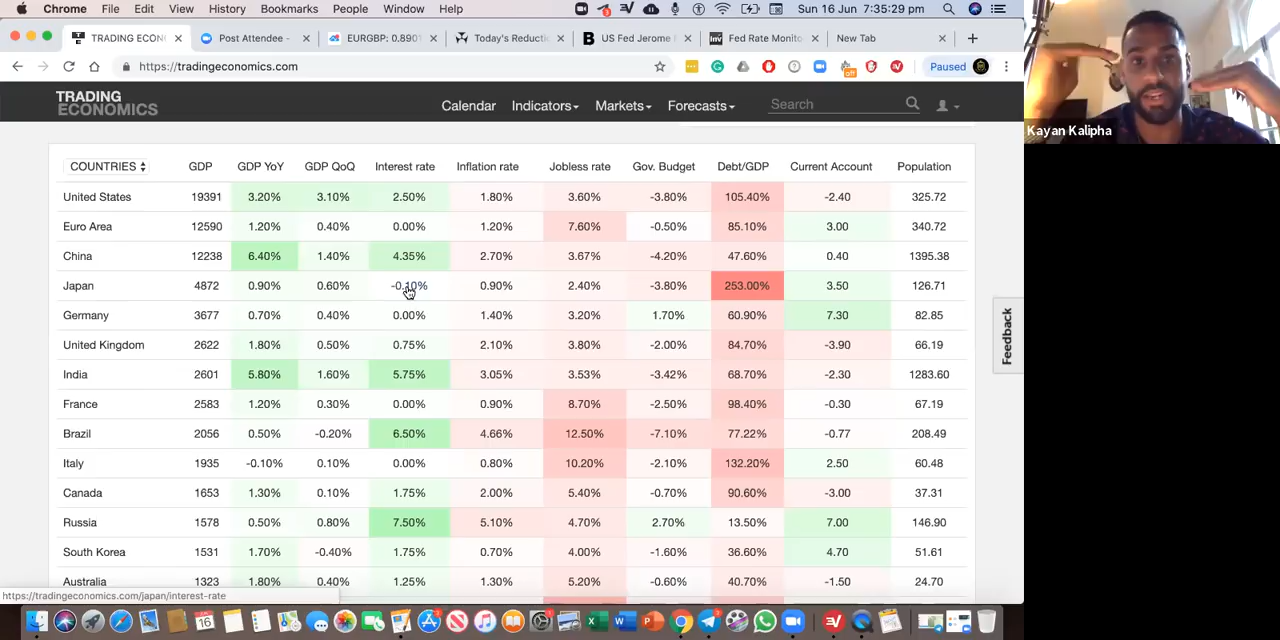 Chrome File Edit View History Bookmarks People Window Help Sun 16 Jun 7:35:29 pm
TRADING ECON Post Attendee - EURGBP: 0.8901 Today's Reducti US Fed Jerome Fed Rate Monito New Tab
https://tradingeconomics.com Paused
TRADING
ECONOMICS
Calendar Indicators Markets Forecasts Search
Kayan Kalipha
COUNTRIES GDP GDP YoY GDP QoQ Interest rate Inflation rate Jobless rate Gov. Budget Debt/GDP Current Account Population
United States 19391 3.20% 3.10% 2.50% 1.80% 3.60% -3.80% 105.40% -2.40 325.72
Euro Area 12590 1.20% 0.40% 0.00% 1.20% 7.60% -0.50% 85.10% 3.00 340.72
China 12238 6.40% 1.40% 4.35% 2.70% 3.67% -4.20% 47.60% 0.40 1395.38
Japan 4872 0.90% 0.60% -0.10% 0.90% 2.40% -3.80% 253.00% 3.50 126.71
Germany 3677 0.70% 0.40% 0.00% 1.40% 3.20% 1.70% 60.90% 7.30 82.85
United Kingdom 2622 1.80% 0.50% 0.75% 2.10% 3.80% -2.00% 84.70% -3.90 66.19
India 2601 5.80% 1.60% 5.75% 3.05% 3.53% -3.42% 68.70% -2.30 1283.60
France 2583 1.20% 0.30% 0.00% 0.90% 8.70% -2.50% 98.40% -0.30 67.19
Brazil 2056 0.50% -0.20% 6.50% 4.66% 12.50% -7.10% 77.22% -0.77 208.49
Italy 1935 -0.10% 0.10% 0.00% 0.80% 10.20% -2.10% 132.20% 2.50 60.48
Canada 1653 1.30% 0.10% 1.75% 2.00% 5.40% -0.70% 90.60% -3.00 37.31
Russia 1578 0.50% 0.80% 7.50% 5.10% 4.70% 2.70% 13.50% 7.00 146.90
South Korea 1531 1.70% -0.40% 1.75% 0.70% 4.00% -1.60% 36.60% 4.70 51.61
Australia 1323 1.80% 0.40% 1.25% 1.30% 5.20% -0.60% 40.70% -1.50 24.70
Feedback
https://tradingeconomics.com/japan/interest-rate